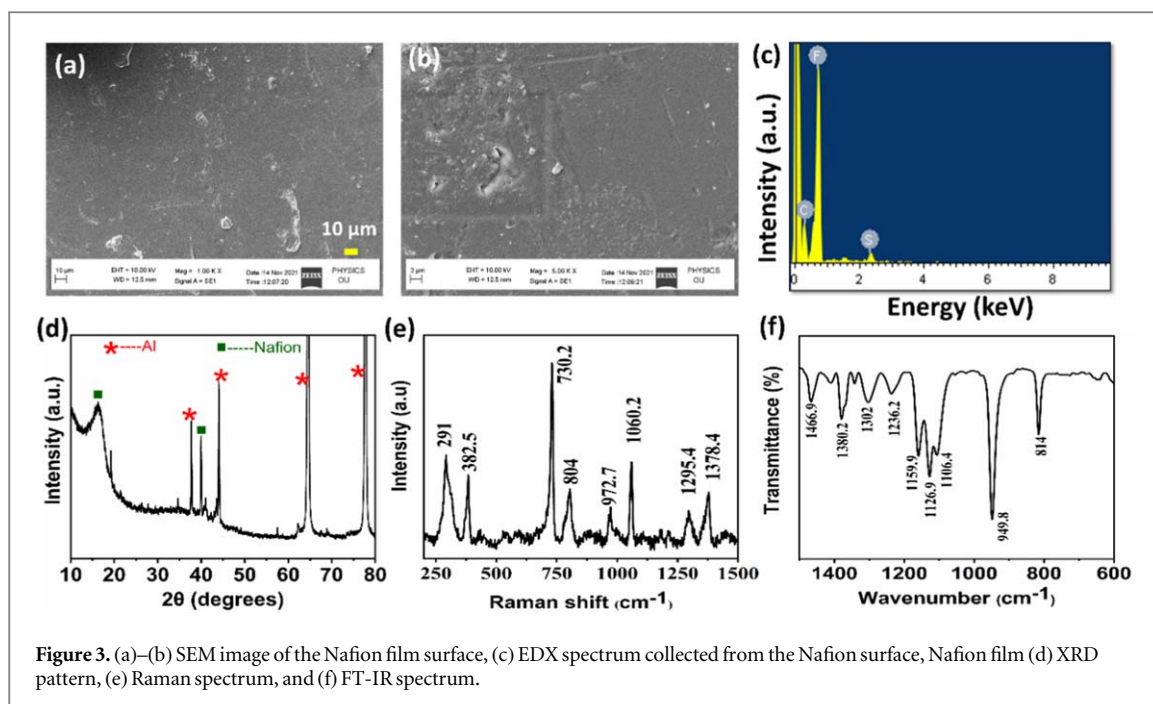 (a)
10 μm
10 μm
EHT = 10.00 kV
WD = 12.5 mm
Mag = 1.00 K X
Signal A = SE1
Date :14 Nov 2021
Time :12:07:20
ZEISS
PHYSICS
OU
(b)
2 μm
EHT = 10.00 kV
WD = 12.5 mm
Mag = 5.00 K X
Signal A = SE1
Date :14 Nov 2021
Time :12:09:21
ZEISS
PHYSICS
OU
(c)
F
C
S
Intensity (a.u.)
2 4 6 8
Energy (keV)
(d)
*----Al
■-----Nafion
Intensity (a.u.)
10 20 30 40 50 60 70 80
2θ (degrees)
(e)
291
382.5
730.2
804
972.7
1060.2
1295.4
1378.4
Intensity (a.u)
250 500 750 1000 1250 1500
Raman shift (cm-1)
(f)
1466.9
1380.2
1302
1236.2
1159.9
1126.9
1106.4
949.8
814
Transmittance (%)
1400 1200 1000 800 600
Wavenumber (cm-1)
Figure 3. (a)–(b) SEM image of the Nafion film surface, (c) EDX spectrum collected from the Nafion surface, Nafion film (d) XRD
pattern, (e) Raman spectrum, and (f) FT-IR spectrum.